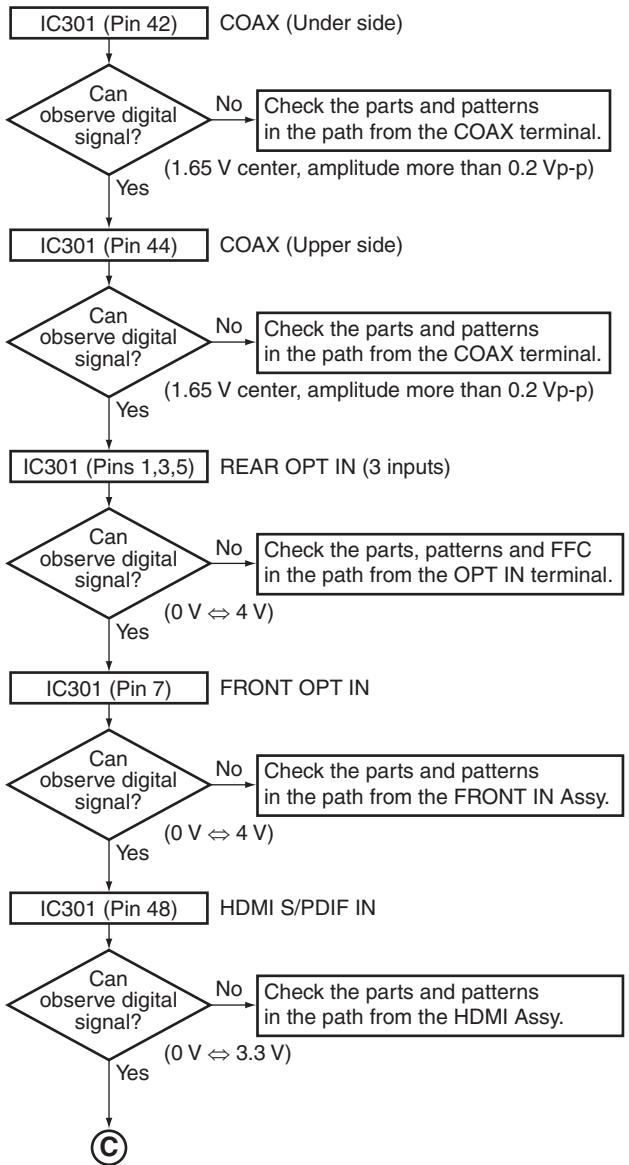 IC301 (Pin 42) COAX (Under side)
Can
observe digital
signal?
No
Check the parts and patterns
in the path from the COAX terminal.
(1.65 V center, amplitude more than 0.2 Vp-p)
Yes
IC301 (Pin 44) COAX (Upper side)
Can
observe digital
signal?
No
Check the parts and patterns
in the path from the COAX terminal.
(1.65 V center, amplitude more than 0.2 Vp-p)
Yes
IC301 (Pins 1,3,5) REAR OPT IN (3 inputs)
Can
observe digital
signal?
No
Check the parts, patterns and FFC
in the path from the OPT IN terminal.
(0 V ⇔ 4 V)
Yes
IC301 (Pin 7) FRONT OPT IN
Can
observe digital
signal?
No
Check the parts and patterns
in the path from the FRONT IN Assy.
(0 V ⇔ 4 V)
Yes
IC301 (Pin 48) HDMI S/PDIF IN
Can
observe digital
signal?
No
Check the parts and patterns
in the path from the HDMI Assy.
(0 V ⇔ 3.3 V)
Yes
C